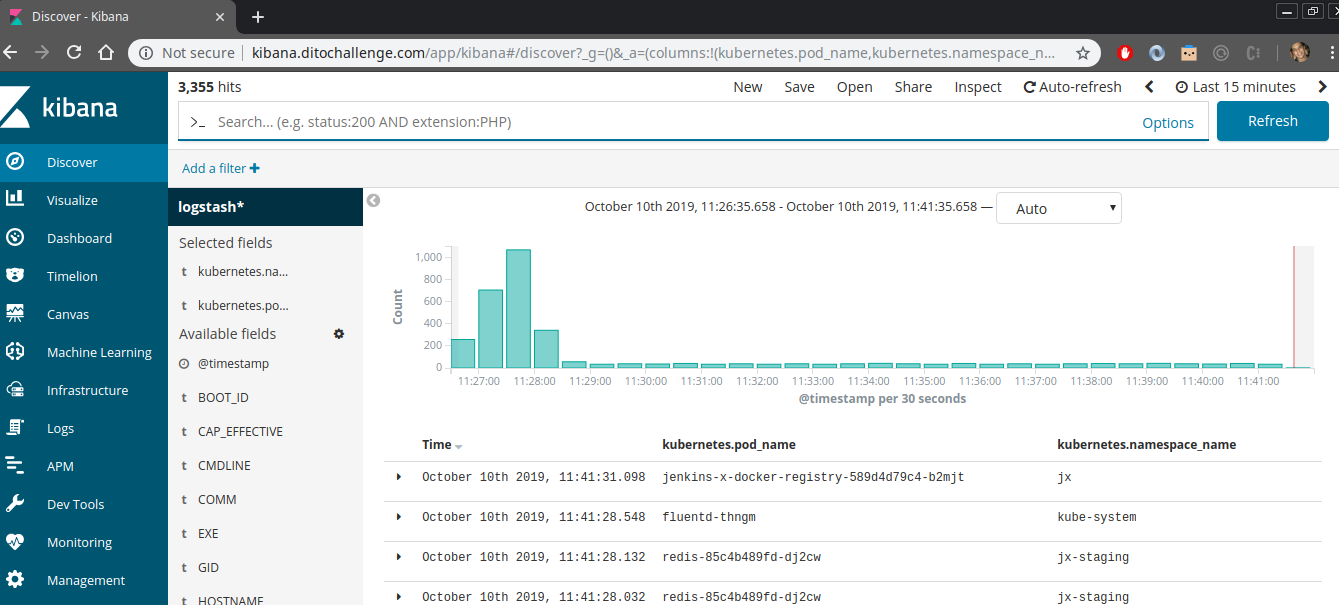 Discover - Kibana
Not secure | kibana.ditochallenge.com/app/kibana#/discover?_g=()&_a=(columns:!(kubernetes.pod_name,kubernetes.namespace_n...
kibana
Discover
Visualize
Dashboard
Timelion
Canvas
Machine Learning
Infrastructure
Logs
APM
Dev Tools
Monitoring
Management
3,355 hits
New Save Open Share Inspect Auto-refresh Last 15 minutes
>_ Search... (e.g. status:200 AND extension:PHP) Options Refresh
Add a filter +
logstash*
Selected fields
t kubernetes.na...
t kubernetes.po...
Available fields
@timestamp
t BOOT_ID
t CAP_EFFECTIVE
t CMDLINE
t COMM
t EXE
t GID
t HOSTNAME
October 10th 2019, 11:26:35.658 - October 10th 2019, 11:41:35.658 — Auto
Count
1,000
800
600
400
200
0
11:27:00 11:28:00 11:29:00 11:30:00 11:31:00 11:32:00 11:33:00 11:34:00 11:35:00 11:36:00 11:37:00 11:38:00 11:39:00 11:40:00 11:41:00
@timestamp per 30 seconds
Time kubernetes.pod_name kubernetes.namespace_name
October 10th 2019, 11:41:31.098 jenkins-x-docker-registry-589d4d79c4-b2mjt jx
October 10th 2019, 11:41:28.548 fluentd-thngm kube-system
October 10th 2019, 11:41:28.132 redis-85c4b489fd-dj2cw jx-staging
October 10th 2019, 11:41:28.032 redis-85c4b489fd-dj2cw jx-staging